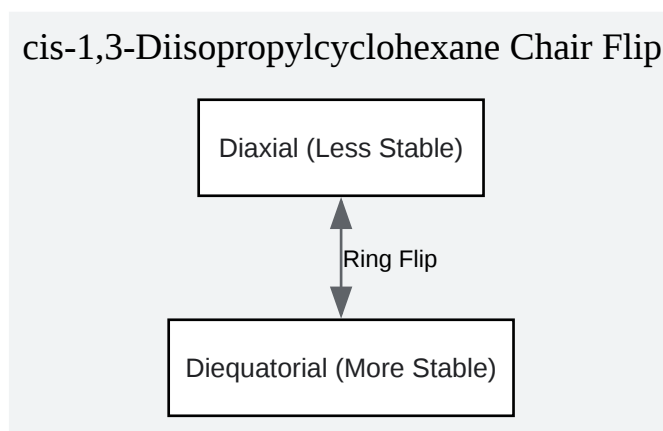 cis-1,3-Diisopropylcyclohexane Chair Flip
Diaxial (Less Stable)
Ring Flip
Diequatorial (More Stable)